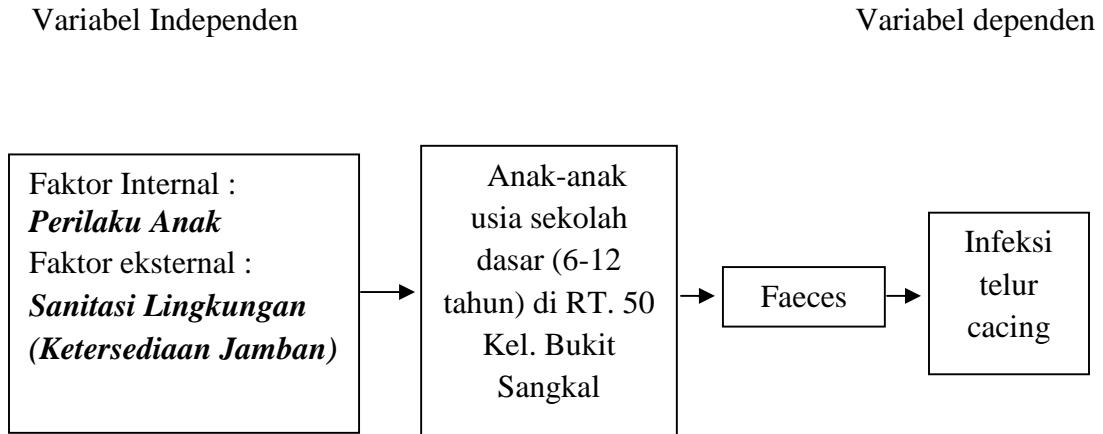 Variabel Independen
Variabel dependen
Faktor Internal :
Perilaku Anak
Faktor eksternal :
Sanitasi Lingkungan
(Ketersediaan Jamban)
Anak-anak
usia sekolah
dasar (6-12
tahun) di RT. 50
Kel. Bukit
Sangkal
Faeces
Infeksi
telur
cacing